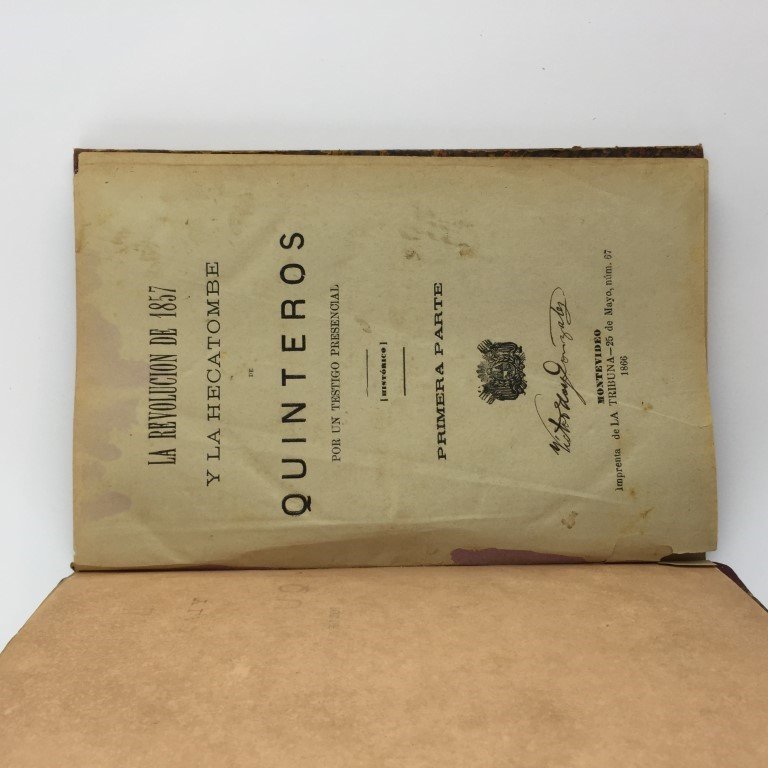 LA REVOLUCION DE 1857
Y LA HECATOMBE
DE
QUINTEROS
POR UN TESTIGO PRESENCIAL
[HISTÓRICO]
PRIMERA PARTE
Gonzalez
MONTEVIDEO
Imprenta de LA TRIBUNA—25 de Mayo, núm. 67
1866